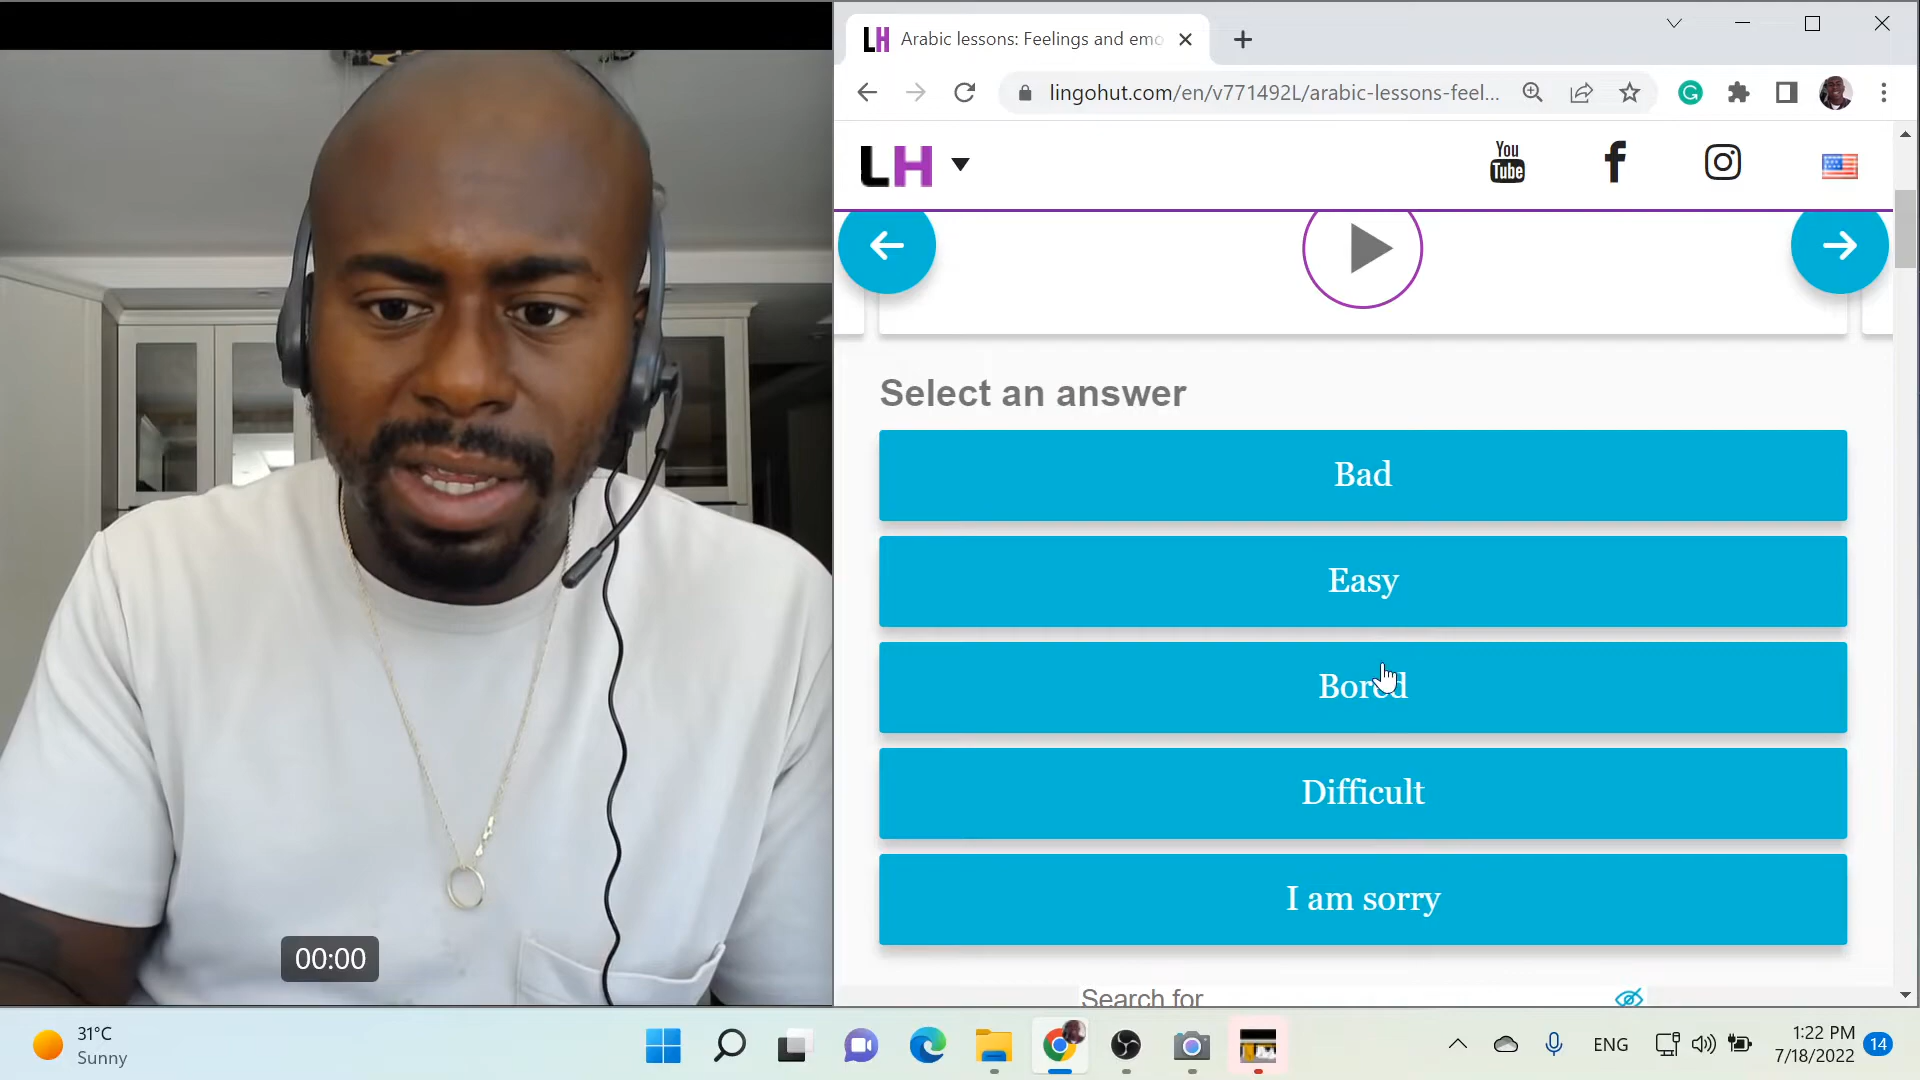 LH Arabic lessons: Feelings and emo
lingohut.com/en/v771492L/arabic-lessons-feel...
LH
You
Tube
Select an answer
Bad
Easy
Bored
Difficult
I am sorry
Search for
00:00
31°C
Sunny
ENG
1:22 PM
7/18/2022
14